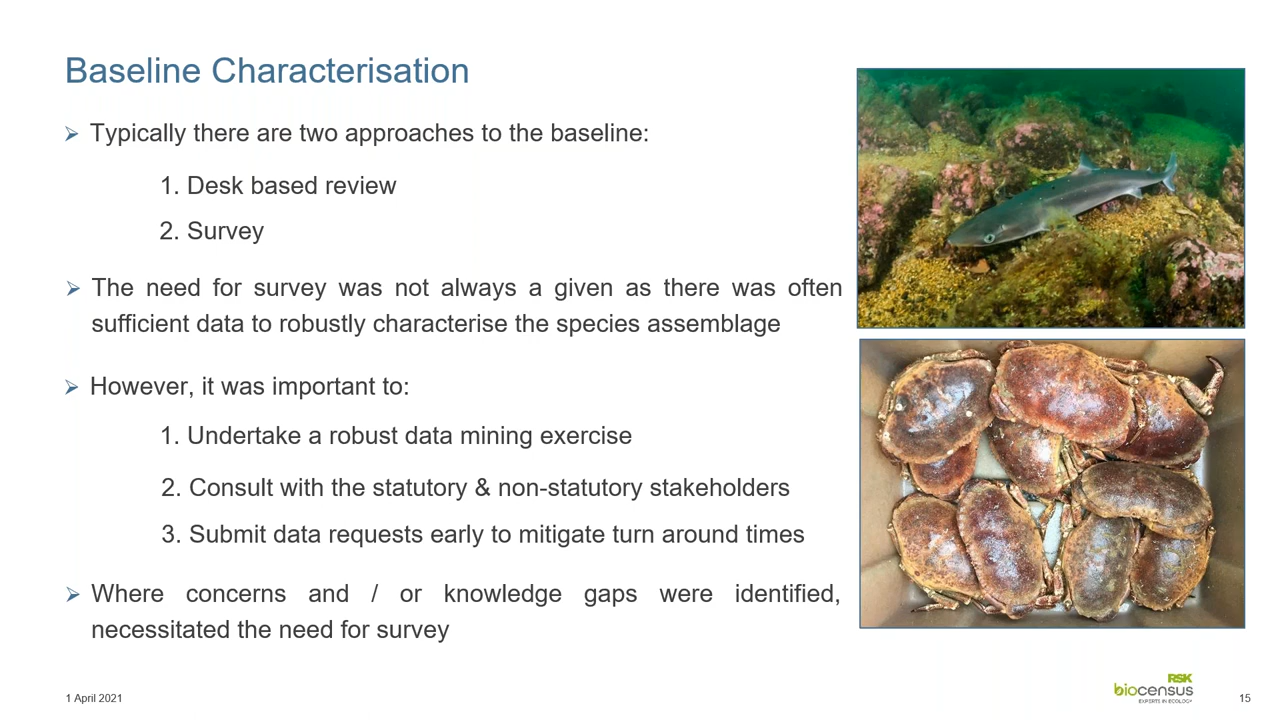 Baseline Characterisation
➢ Typically there are two approaches to the baseline:
1. Desk based review
2. Survey
➢ The need for survey was not always a given as there was often
sufficient data to robustly characterise the species assemblage
➢ However, it was important to:
1. Undertake a robust data mining exercise
2. Consult with the statutory & non-statutory stakeholders
3. Submit data requests early to mitigate turn around times
➢ Where concerns and / or knowledge gaps were identified,
necessitated the need for survey
1 April 2021
RSK
biocensus
EXPERTS IN ECOLOGY
15